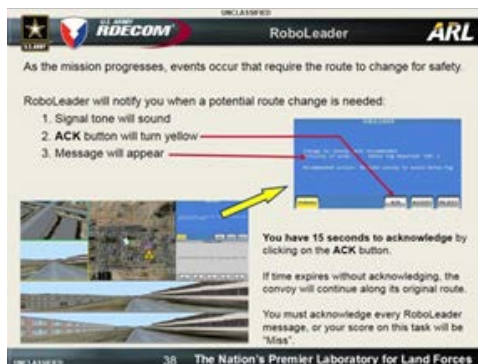 UNCLASSIFIED
U.S. ARMY
RDECOM
RoboLeader
ARL
U.S. ARMY
As the mission progresses, events occur that require the route to change for safety.
RoboLeader will notify you when a potential route change is needed:
1. Signal tone will sound
2. ACK button will turn yellow
3. Message will appear
You have 15 seconds to acknowledge by
clicking on the ACK button.
If time expires without acknowledging, the
convoy will continue along its original route.
You must acknowledge every RoboLeader
message, or your score on this task will be
"Miss".
UNCLASSIFIED
38
The Nation's Premier Laboratory for Land Forces